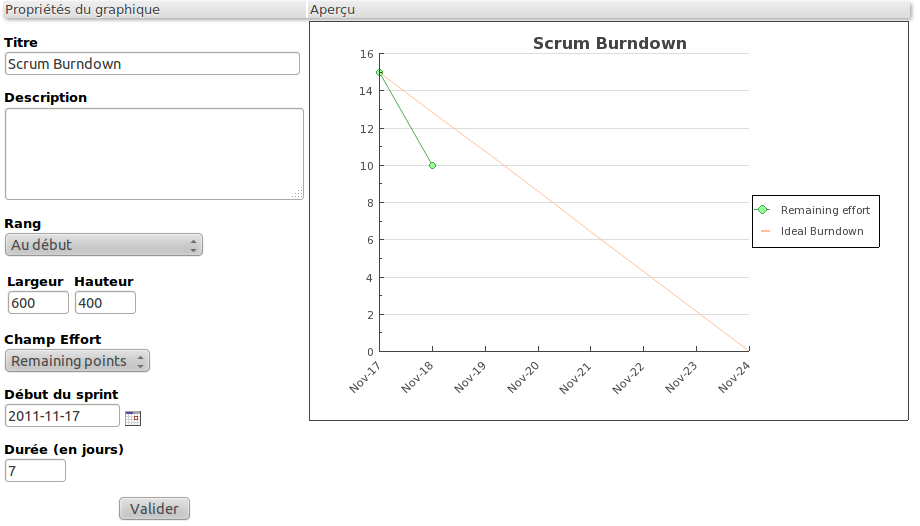 Propriétés du graphique
Titre
Scrum Burndown
Description
Rang
Au début
Largeur Hauteur
600 400
Champ Effort
Remaining points
Début du sprint
2011-11-17
Durée (en jours)
7
Valider
Aperçu
Scrum Burndown
16
14
12
10
8
6
4
2
0
Nov-17
Nov-18
Nov-19
Nov-20
Nov-21
Nov-22
Nov-23
Nov-24
Remaining effort
Ideal Burndown